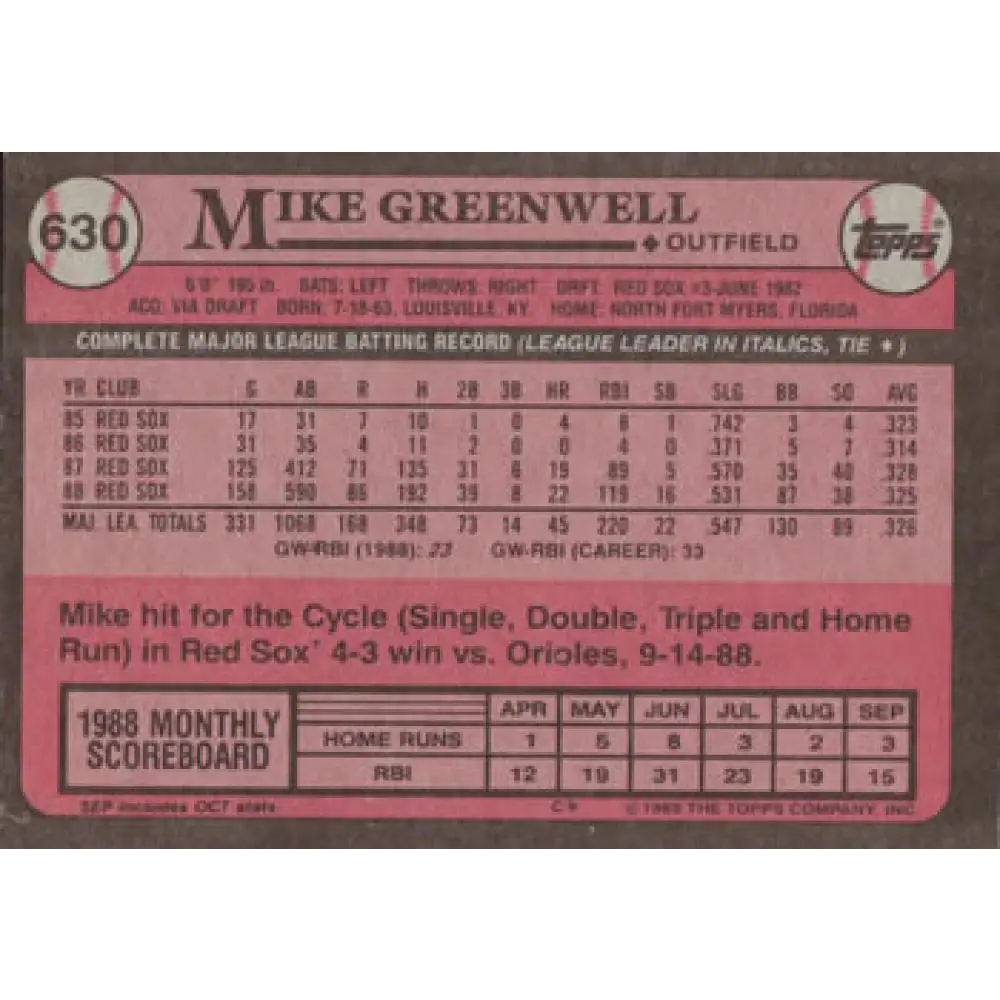 630
MIKE GREENWELL
◆ OUTFIELD
TOPPS®
6'0" 195 BATS: LEFT THROWS: RIGHT DRFT: RED SOX #3-JUNE 1982
ACQ: VIA DRAFT BORN: 7-18-63, LOUISVILLE, KY. HOME: NORTH FORT MYERS, FLORIDA
COMPLETE MAJOR LEAGUE BATTING RECORD (LEAGUE LEADER IN ITALICS, TIE ♦)
YR CLUB G AB R H 2B 3B HR RBI SB SLG BB SO AVG
85 RED SOX 17 31 7 10 1 0 4 8 1 .742 3 4 .323
86 RED SOX 31 35 4 11 2 0 0 4 0 .371 5 7 .314
87 RED SOX 125 412 71 135 31 6 19 89 5 .570 35 40 .328
88 RED SOX 158 590 86 192 39 8 22 119 16 .531 87 38 .325
MAJ. LEA. TOTALS 331 1068 168 348 73 14 45 220 22 .547 130 89 .326
GW-RBI (1988): 23 GW-RBI (CAREER): 33
Mike hit for the Cycle (Single, Double, Triple and Home
Run) in Red Sox' 4-3 win vs. Orioles, 9-14-88.
1988 MONTHLY
SCOREBOARD
APR MAY JUN JUL AUG SEP
HOME RUNS 1 5 8 3 2 3
RBI 12 19 31 23 19 15
SEP includes OCT stats
©1989 THE TOPPS COMPANY, INC.